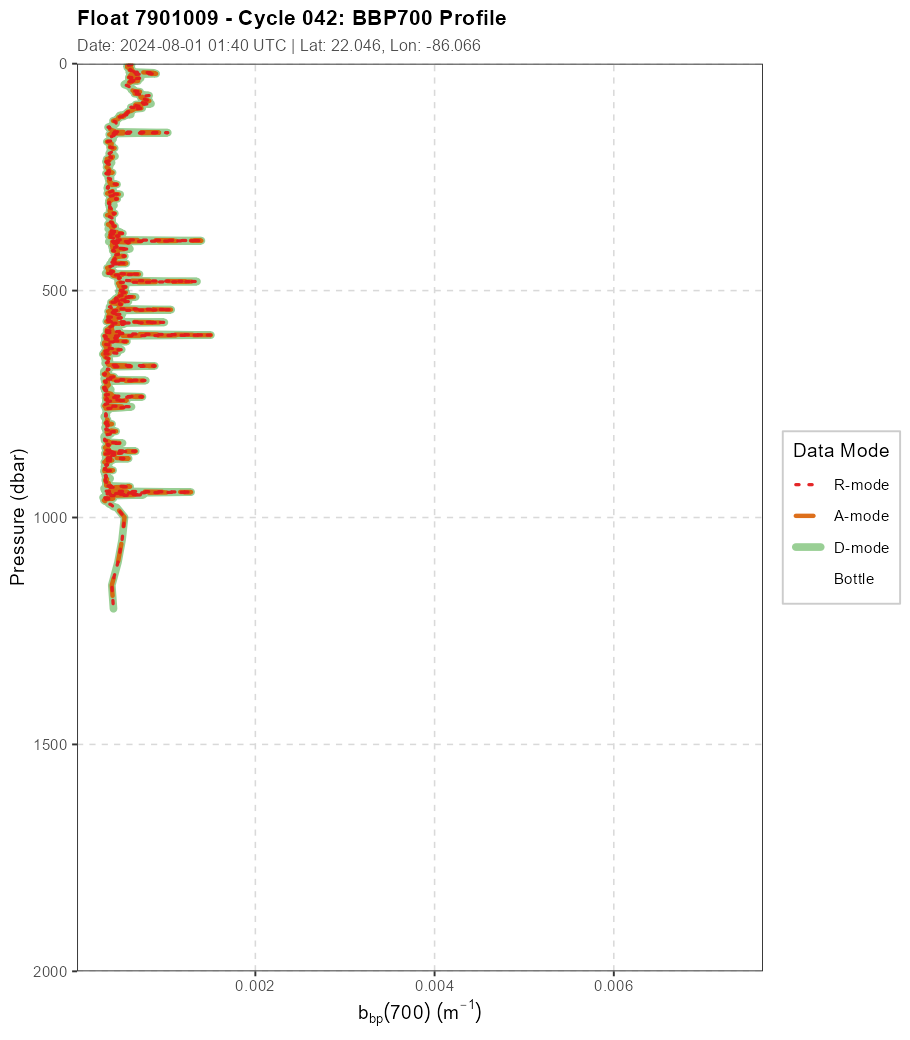 Float 7901009 - Cycle 042: BBP700 Profile
Date: 2024-08-01 01:40 UTC | Lat: 22.046, Lon: -86.066
0
500
1000
1500
2000
Pressure (dbar)
0.002 0.004 0.006
b_bp(700) (m⁻¹)
Data Mode
R-mode
A-mode
D-mode
Bottle